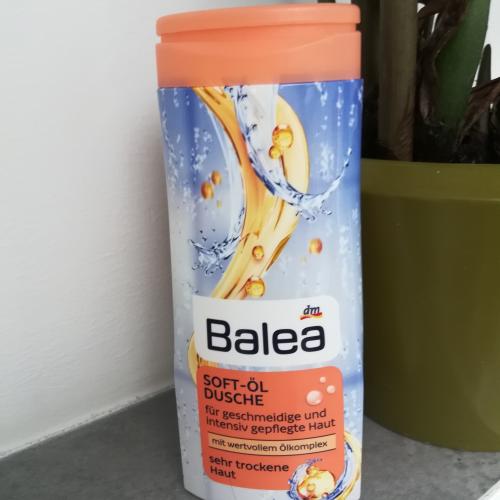 dm
Balea
SOFT-ÖL
DUSCHE
für geschmeidige und
intensiv gepflegte Haut
mit wertvollem Ölkomplex
sehr trockene
Haut